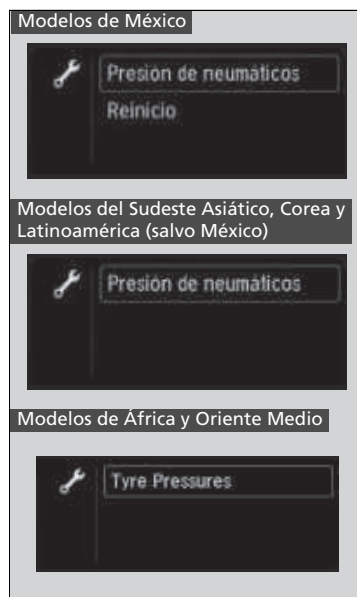 Modelos de México
Presión de neumáticos
Reinicio
Modelos del Sudeste Asiático, Corea y
Latinoamérica (salvo México)
Presión de neumáticos
Modelos de África y Oriente Medio
Tyre Pressures